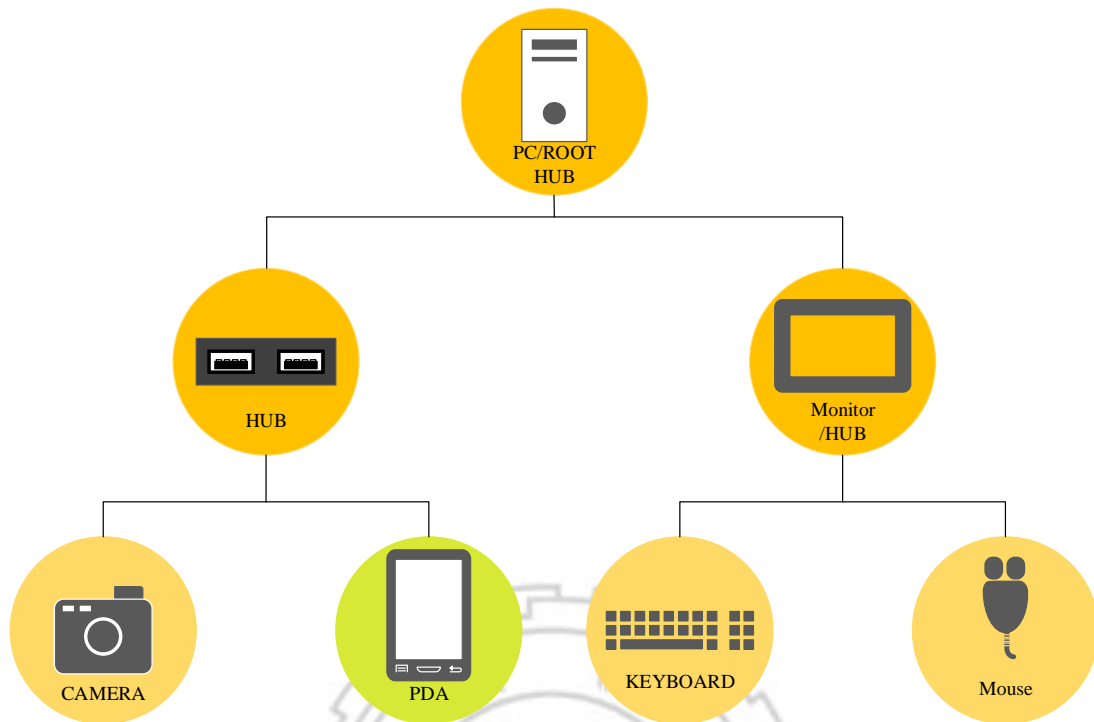 PC/ROOT
HUB
HUB
Monitor
/HUB
CAMERA
PDA
KEYBOARD
Mouse